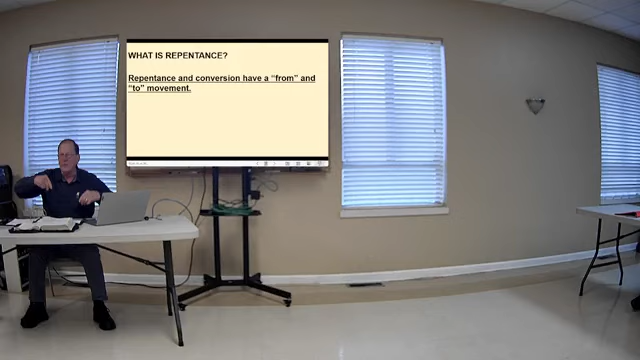 WHAT IS REPENTANCE?
Repentance and conversion have a “from” and
“to” movement.